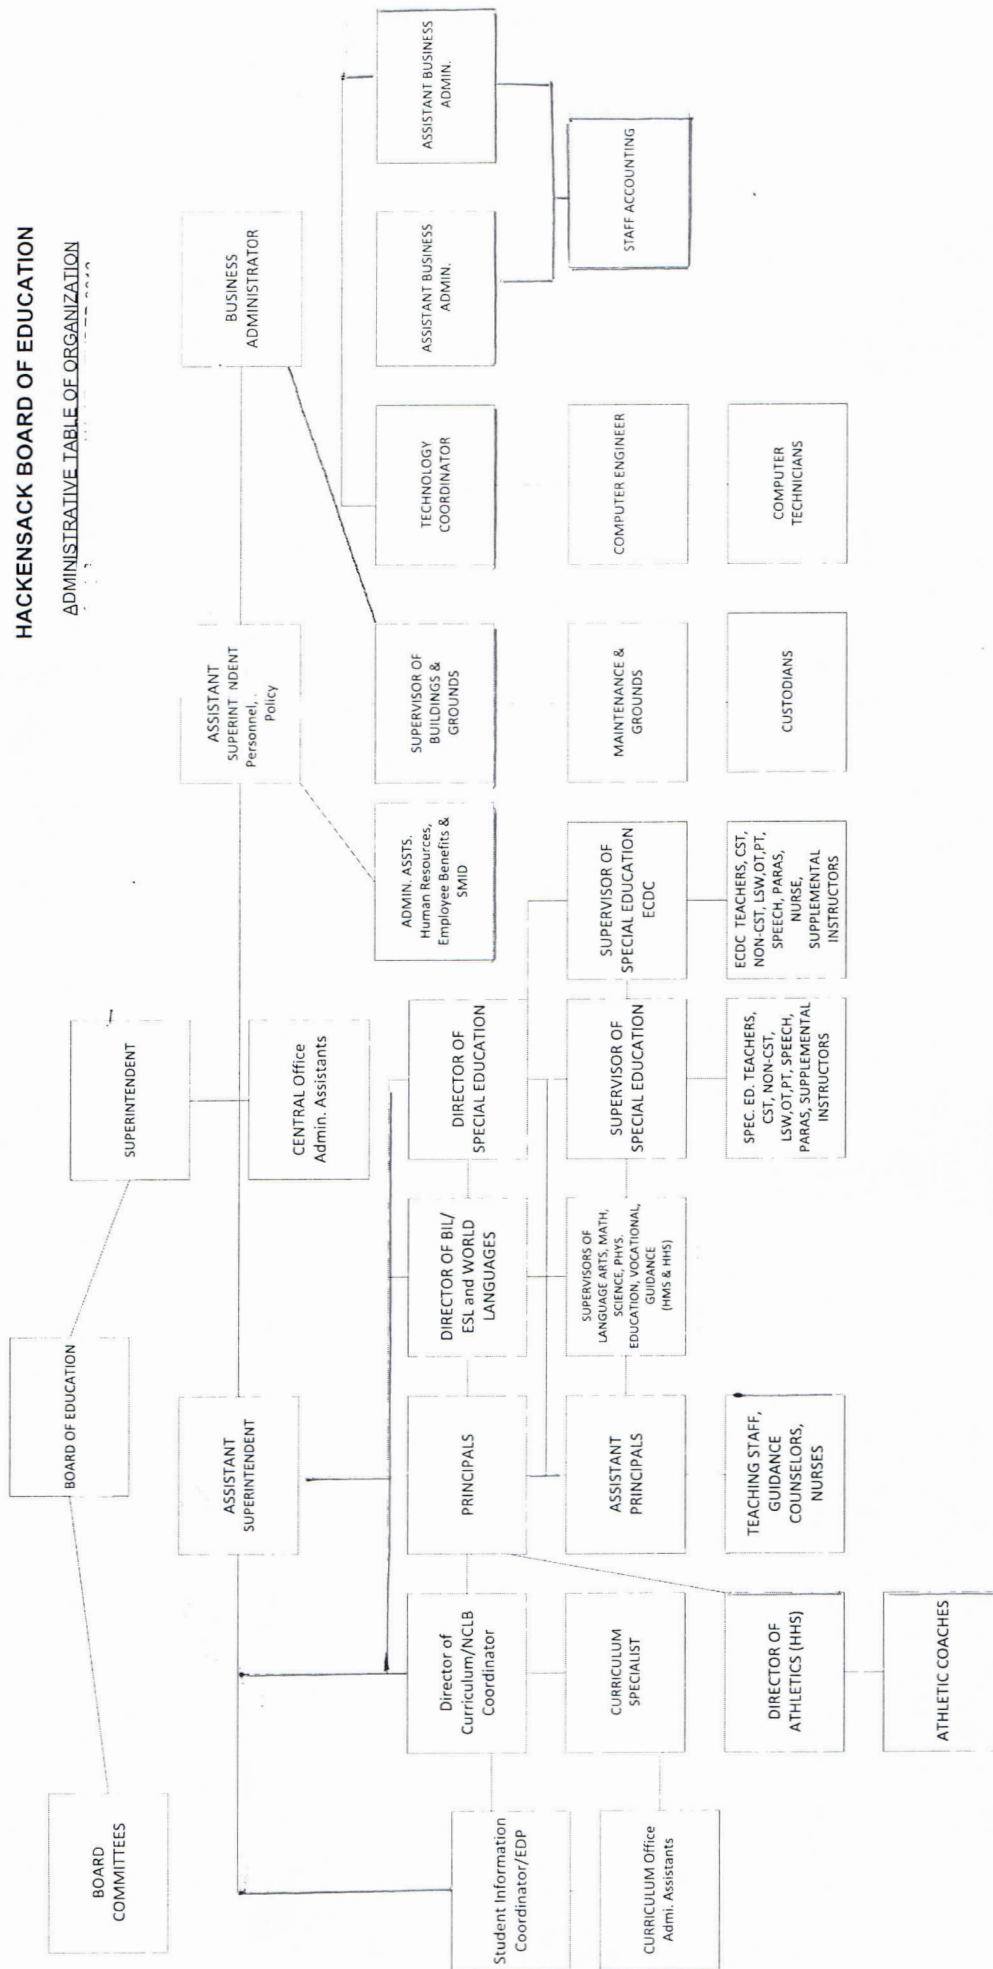 HACKENSACK BOARD OF EDUCATION
ADMINISTRATIVE TABLE OF ORGANIZATION
BOARD
COMMITTEES
BOARD OF EDUCATION
SUPERINTENDENT
CENTRAL Office
Admin. Assistants
ASSISTANT
SUPERINTENDENT
ASSISTANT
SUPERINT NDENT
Personnel,
Policy
BUSINESS
ADMINISTRATOR
Student Information
Coordinator/EDP
Director of
Curriculum/NCLB
Coordinator
PRINCIPALS
DIRECTOR OF BIL/
ESL and WORLD
LANGUAGES
DIRECTOR OF
SPECIAL EDUCATION
ADMIN. ASSTS.
Human Resources,
Employee Benefits &
SMID
SUPERVISOR OF
BUILDINGS &
GROUNDS
TECHNOLOGY
COORDINATOR
ASSISTANT BUSINESS
ADMIN.
ASSISTANT BUSINESS
ADMIN.
CURRICULUM Office
Admi. Assistants
CURRICULUM
SPECIALIST
ASSISTANT
PRINCIPALS
SUPERVISORS OF
LANGUAGE ARTS, MATH,
SCIENCE, PHYS.
EDUCATION, VOCATIONAL,
GUIDANCE
(HMS & HHS)
SUPERVISOR OF
SPECIAL EDUCATION
SUPERVISOR OF
SPECIAL EDUCATION
ECDC
MAINTENANCE &
GROUNDS
COMPUTER ENGINEER
STAFF ACCOUNTING
DIRECTOR OF
ATHLETICS (HHS)
TEACHING STAFF,
GUIDANCE
COUNSELORS,
NURSES
SPEC. ED. TEACHERS,
CST, NON-CST,
LSW,OT,PT, SPEECH,
PARAS, SUPPLEMENTAL
INSTRUCTORS
ECDC TEACHERS, CST,
NON-CST, LSW,OT,PT,
SPEECH, PARAS,
NURSE,
SUPPLEMENTAL
INSTRUCTORS
CUSTODIANS
COMPUTER
TECHNICIANS
ATHLETIC COACHES